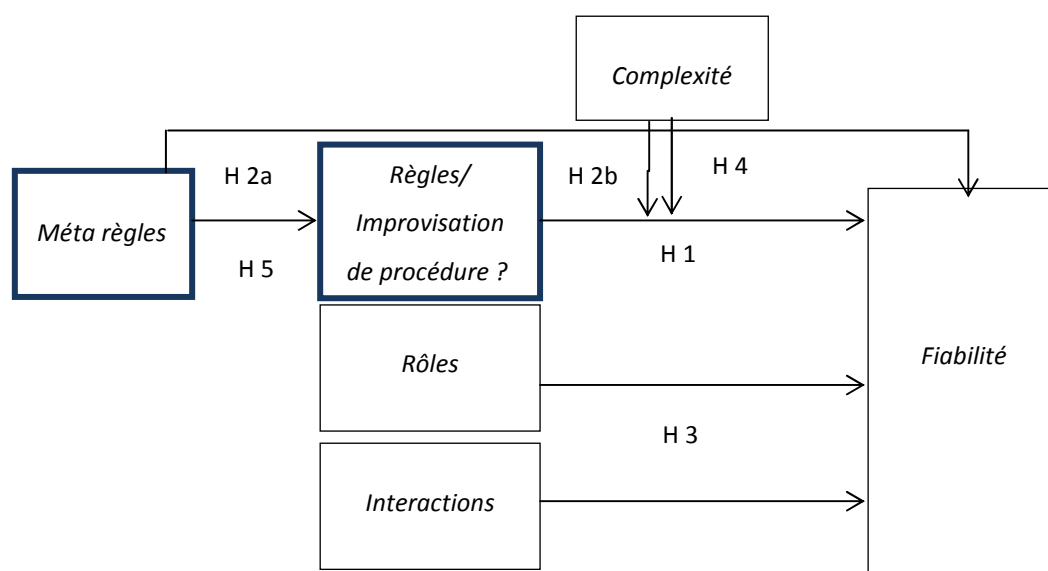 Complexité
H 2a
Règles/
Improvisation
de procédure ?
H 2b
H 4
Méta règles
H 5
H 1
Rôles
Fiabilité
H 3
Interactions